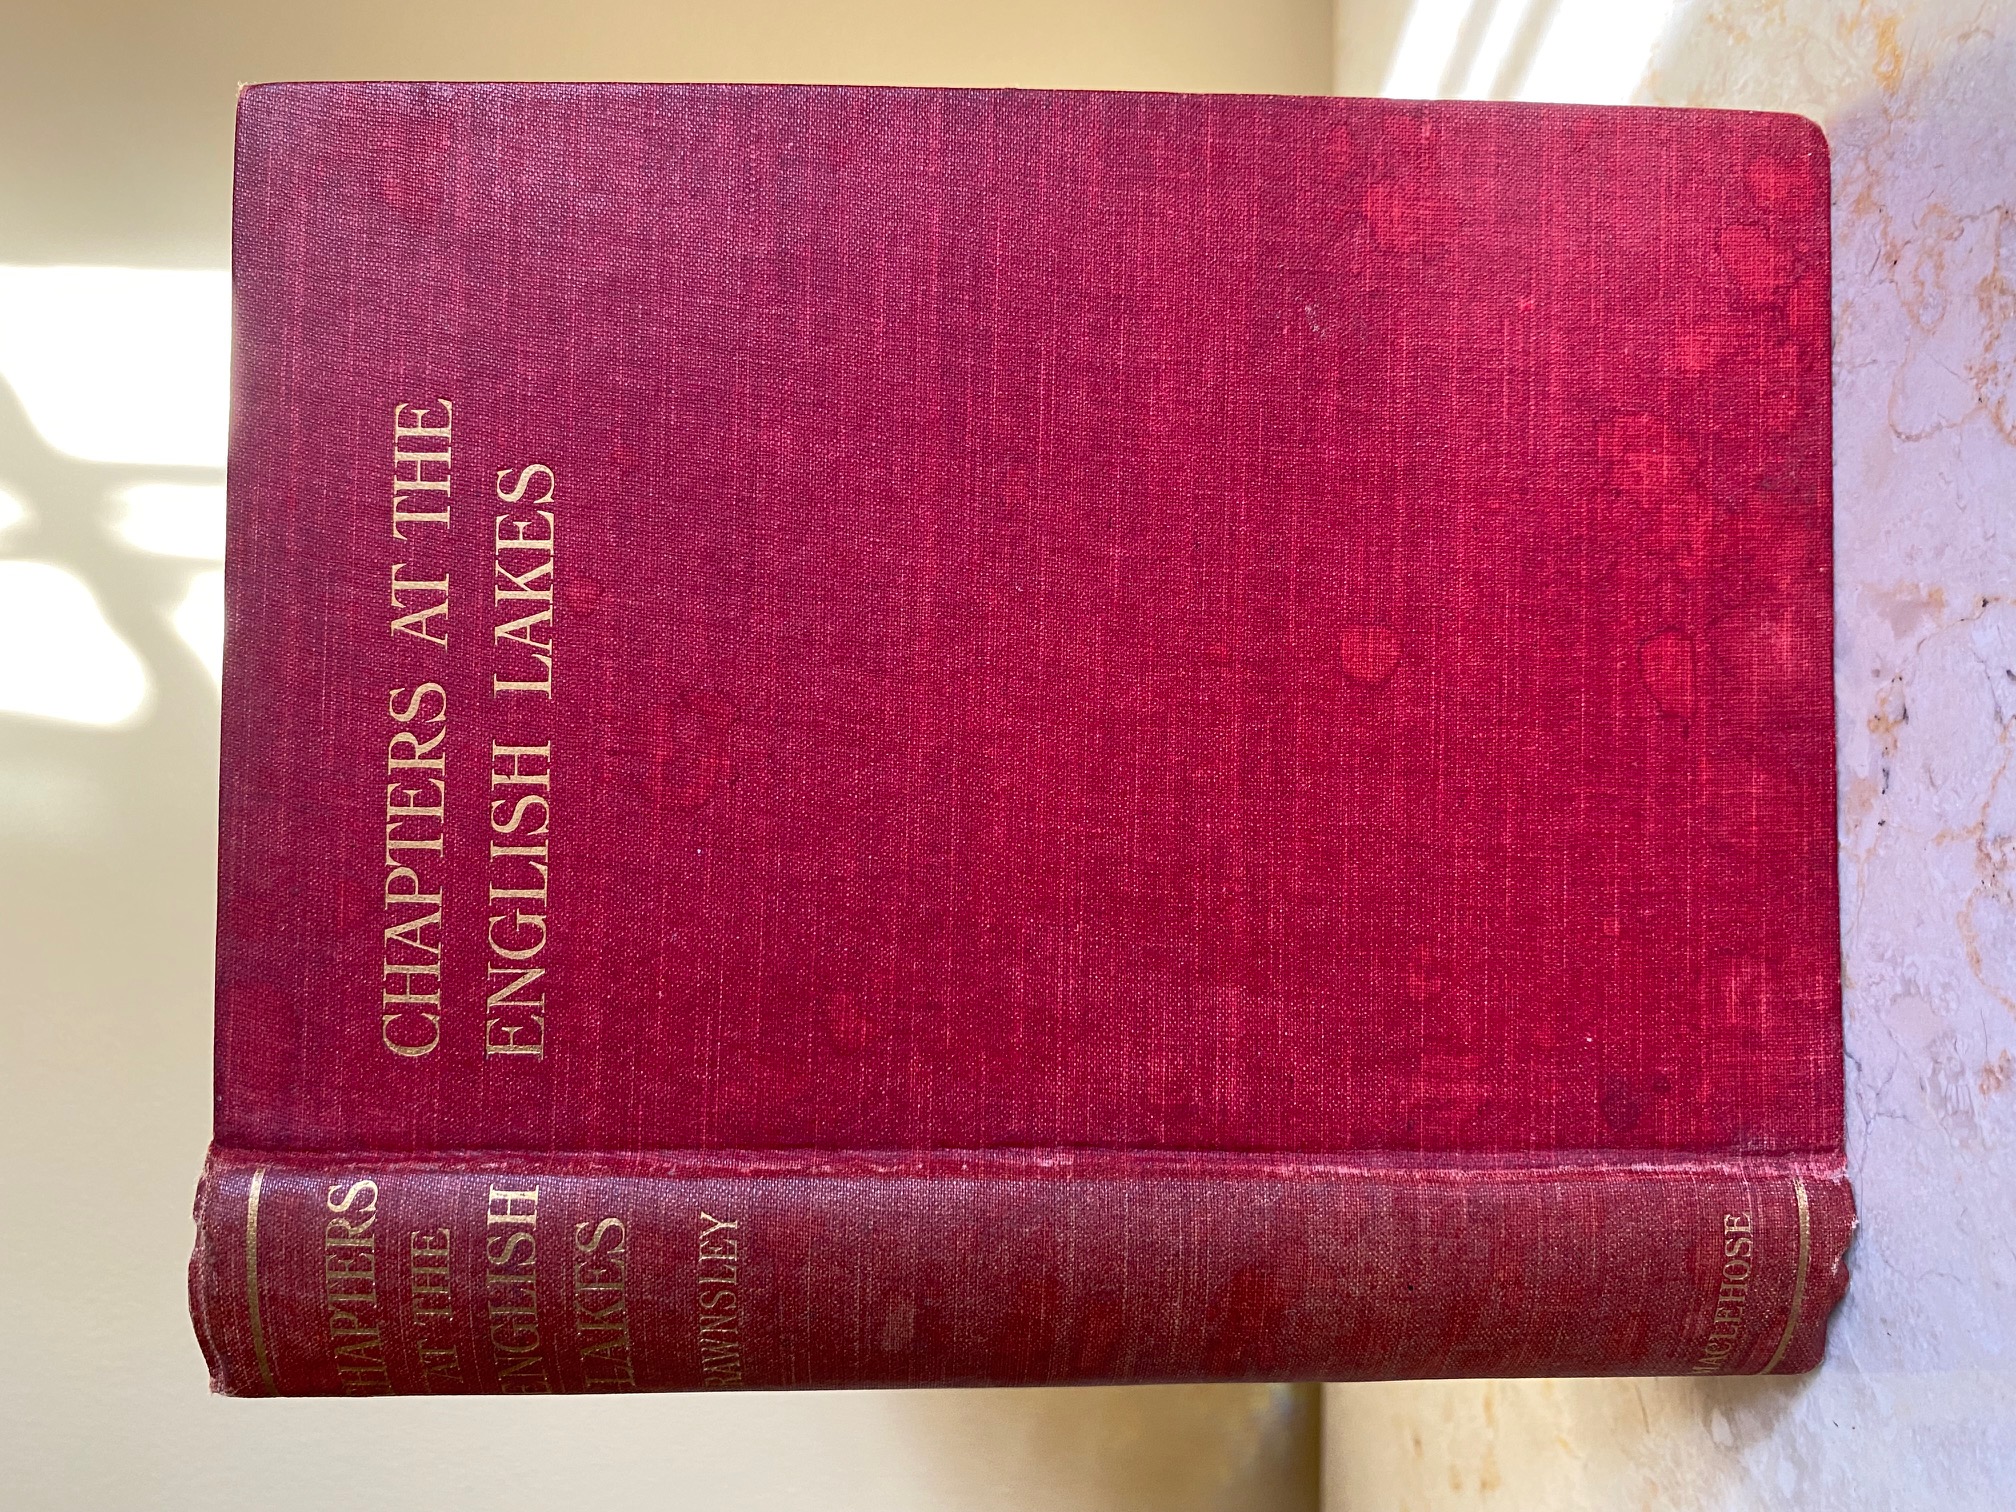 CHAPTERS AT THE
ENGLISH LAKES
CHAPTERS
AT THE
ENGLISH
LAKES
RAWNSLEY
MACLEHOSE